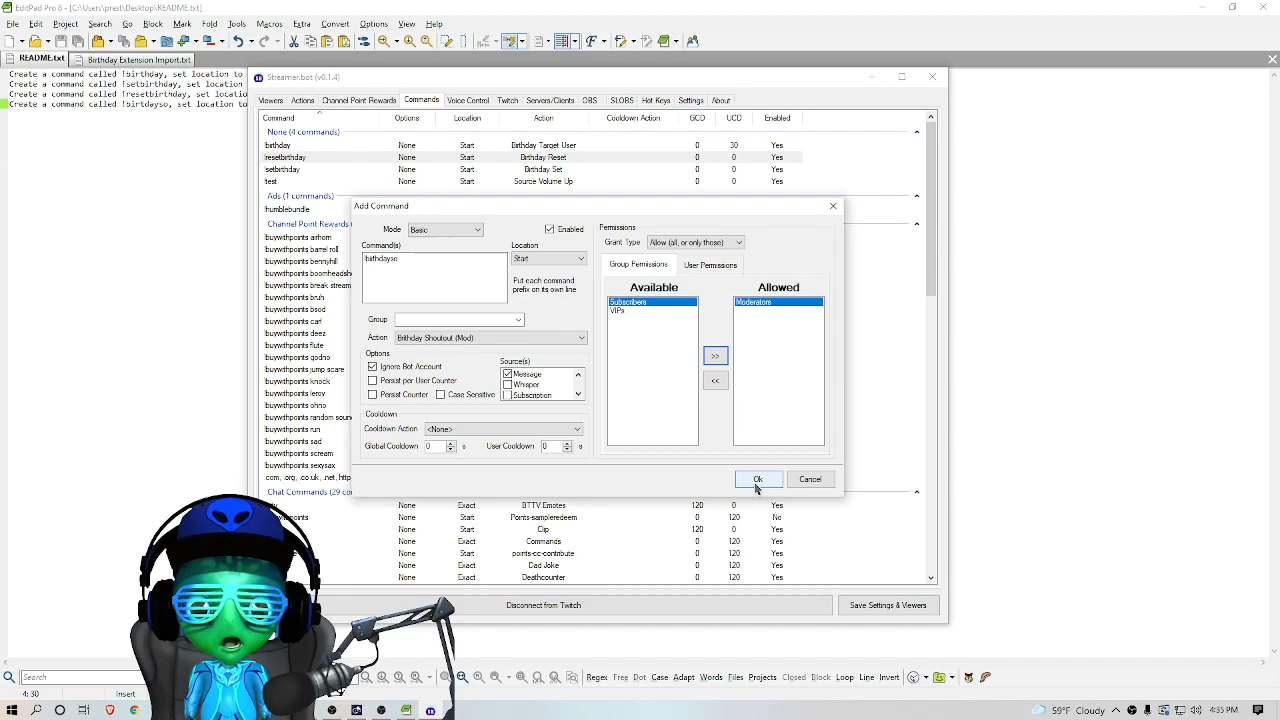 EditPad Pro 8 - [C:\Users\prest\Desktop\README.txt]
File Edit Project Search Go Block Mark Fold Tools Macros Extra Convert Options View Help
README.txt Birthday Extension Import.txt
Create a command called !birthday, set location to
Create a command called !setbirthday, set location
Create a command called !resetbirthday, set locatio
Create a command called !birtdayso, set location to
Streamer.bot (v0.1.4)
Viewers Actions Channel Point Rewards Commands Voice Control Twitch Servers/Clients OBS SLOBS Hot Keys Settings About
Command Options Location Action Cooldown Action GCD UCD Enabled
None (4 commands)
!birthday None Start Birthday Target User 0 30 Yes
!resetbirthday None Start Birthday Reset 0 0 Yes
!setbirthday None Start Birthday Set 0 0 Yes
!test None Start Source Volume Up 0 0 Yes
Ads (1 commands)
!humblebundle
Channel Point Rewards (
!buywithpoints airhorn
!buywithpoints barrel roll
!buywithpoints bennyhill
!buywithpoints boomheadsh
!buywithpoints break stream
!buywithpoints bruh
!buywithpoints bsod
!buywithpoints carl
!buywithpoints deez
!buywithpoints flute
!buywithpoints godno
!buywithpoints jump scare
!buywithpoints knock
!buywithpoints leroy
!buywithpoints ohno
!buywithpoints random soun
!buywithpoints run
!buywithpoints sad
!buywithpoints scream
!buywithpoints sexysax
.com, .org, .co.uk, .net, http
Chat Commands (29 co
None Exact BTTV Emotes 120 0 Yes
points None Start Points-sampleredeem 0 120 No
None Start Clip 120 0 Yes
None Exact Commands 0 120 Yes
None Start points-cc-contribute 0 120 Yes
None Exact Dad Joke 0 120 Yes
None Exact Deathcounter 0 120 Yes
Disconnect from Twitch
Save Settings & Viewers
Add Command
Mode Basic
Enabled
Command(s)
!birthdayso
Location
Start
Put each command prefix on its own line
Group
Action Brithday Shoutout (Mod)
Options
Ignore Bot Account
Persist per User Counter
Persist Counter Case Sensitive
Source(s)
Message
Whisper
Subscription
Cooldown
Cooldown Action <None>
Global Cooldown 0 s User Cooldown 0 s
Permissions
Grant Type Allow (all, or only those)
Group Permissions User Permissions
Available Allowed
Subscribers Moderators
VIPs
>>
<<
Ok Cancel
Search
Regex Free Dot Case Adapt Words Files Projects Closed Block Loop Line Invert
4: 30 Insert
59°F Cloudy 4:35 PM